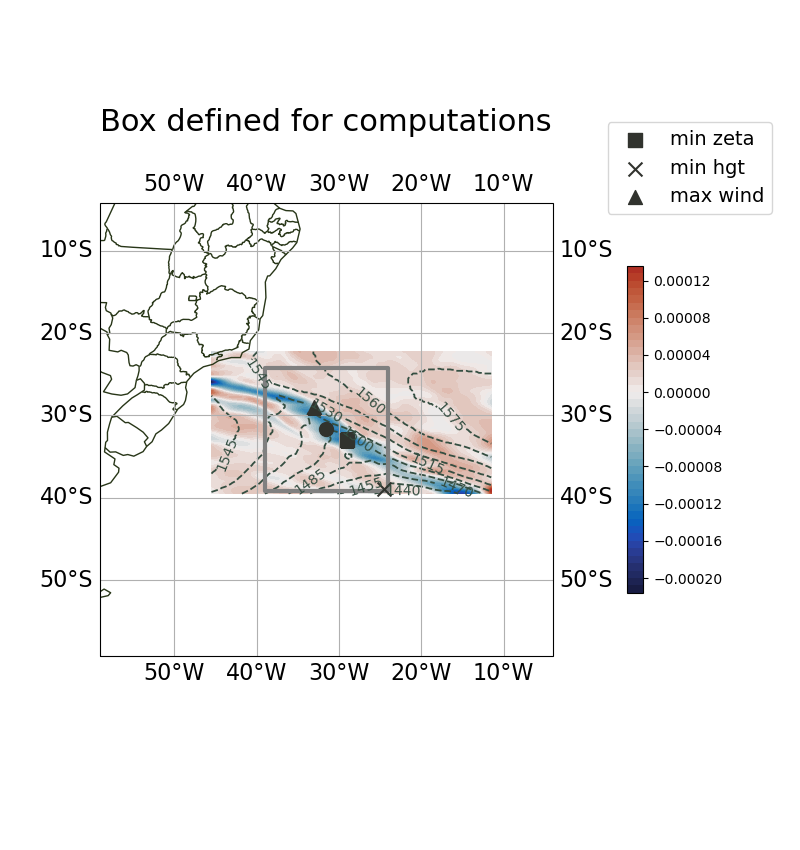 Box defined for computations
min zeta
min hgt
max wind
50°W 40°W 30°W 20°W 10°W
10°S 10°S
20°S 20°S
30°S 30°S
40°S 40°S
50°S 50°S
50°W 40°W 30°W 20°W 10°W
1545
1560
1575
1530
1545
1515
1485
1455
1440
1470
0.00012
0.00008
0.00004
0.00000
−0.00004
−0.00008
−0.00012
−0.00016
−0.00020